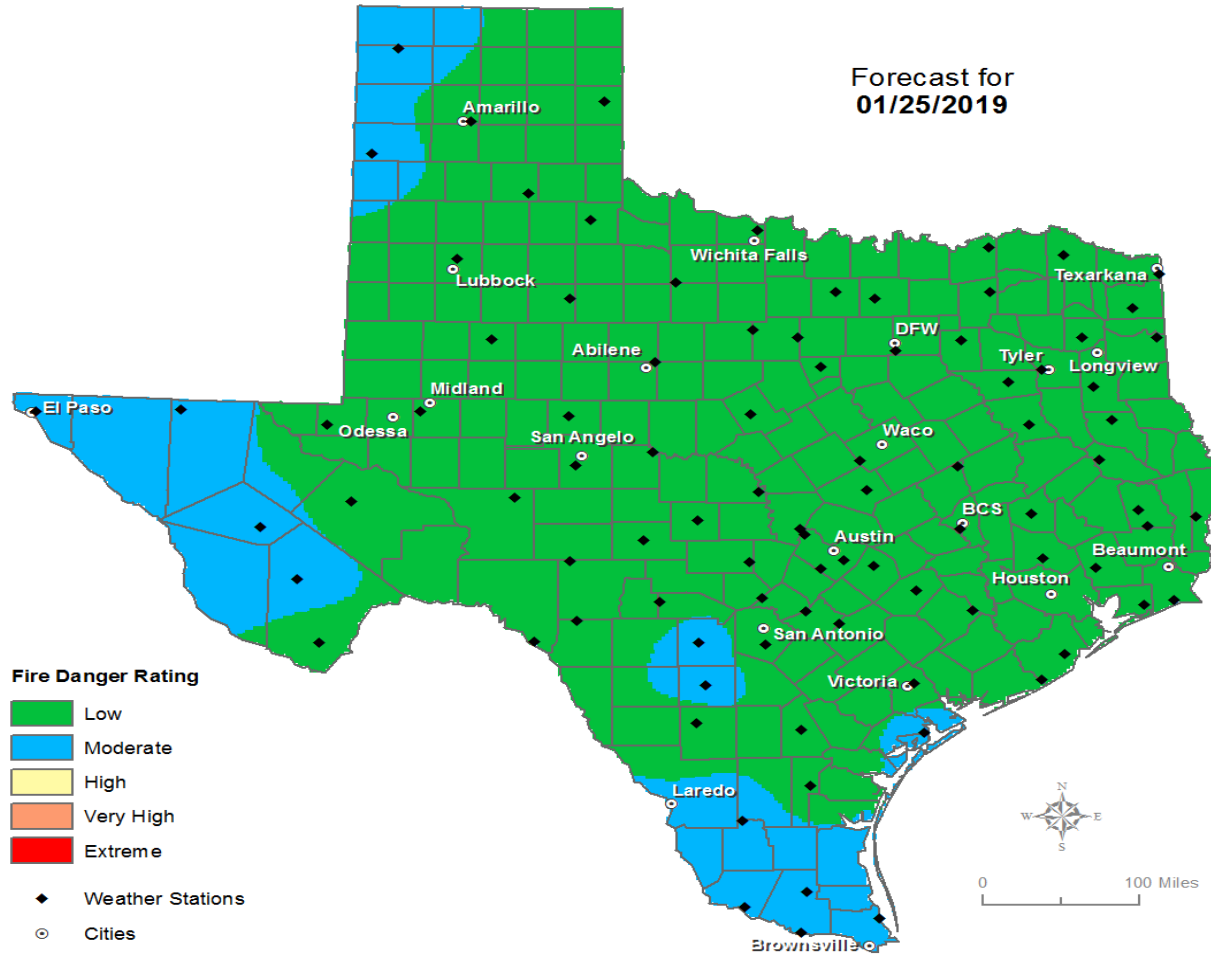 Forecast for
01/25/2019
Amarillo
Wichita Falls
Lubbock
Texarkana
DFW
Abilene
Tyler
Longview
Midland
El Paso
Odessa
San Angelo
Waco
BCS
Austin
Beaumont
Houston
San Antonio
Victoria
Laredo
Brownsville
Fire Danger Rating
Low
Moderate
High
Very High
Extreme
Weather Stations
Cities
N
W
E
S
0 100 Miles